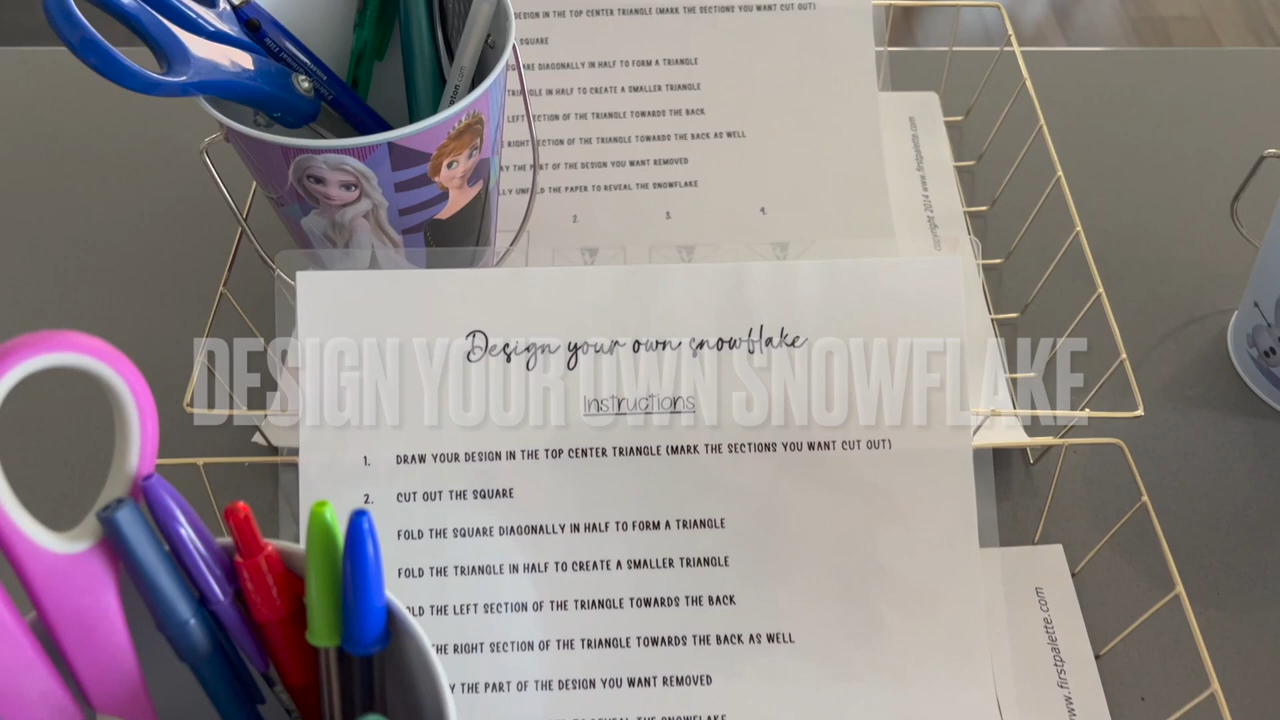 DESIGN IN THE TOP CENTER TRIANGLE (MARK THE SECTIONS YOU WANT CUT OUT)
SQUARE
DIAGONALLY IN HALF TO FORM A TRIANGLE
TRIANGLE IN HALF TO CREATE A SMALLER TRIANGLE
LEFT SECTION OF THE TRIANGLE TOWARDS THE BACK
RIGHT SECTION OF THE TRIANGLE TOWARDS THE BACK AS WELL
PART OF THE DESIGN YOU WANT REMOVED
THE PAPER TO REVEAL THE SNOWFLAKE
2. 3. 4.
copyright 2014 www.firstpalette.com
Design your own snowflake
DESIGN YOUR OWN SNOWFLAKE
Instructions
1. DRAW YOUR DESIGN IN THE TOP CENTER TRIANGLE (MARK THE SECTIONS YOU WANT CUT OUT)
2. CUT OUT THE SQUARE
FOLD THE SQUARE DIAGONALLY IN HALF TO FORM A TRIANGLE
FOLD THE TRIANGLE IN HALF TO CREATE A SMALLER TRIANGLE
THE LEFT SECTION OF THE TRIANGLE TOWARDS THE BACK
THE RIGHT SECTION OF THE TRIANGLE TOWARDS THE BACK AS WELL
THE PART OF THE DESIGN YOU WANT REMOVED
TO REVEAL THE SNOWFLAKE
www.firstpalette.com